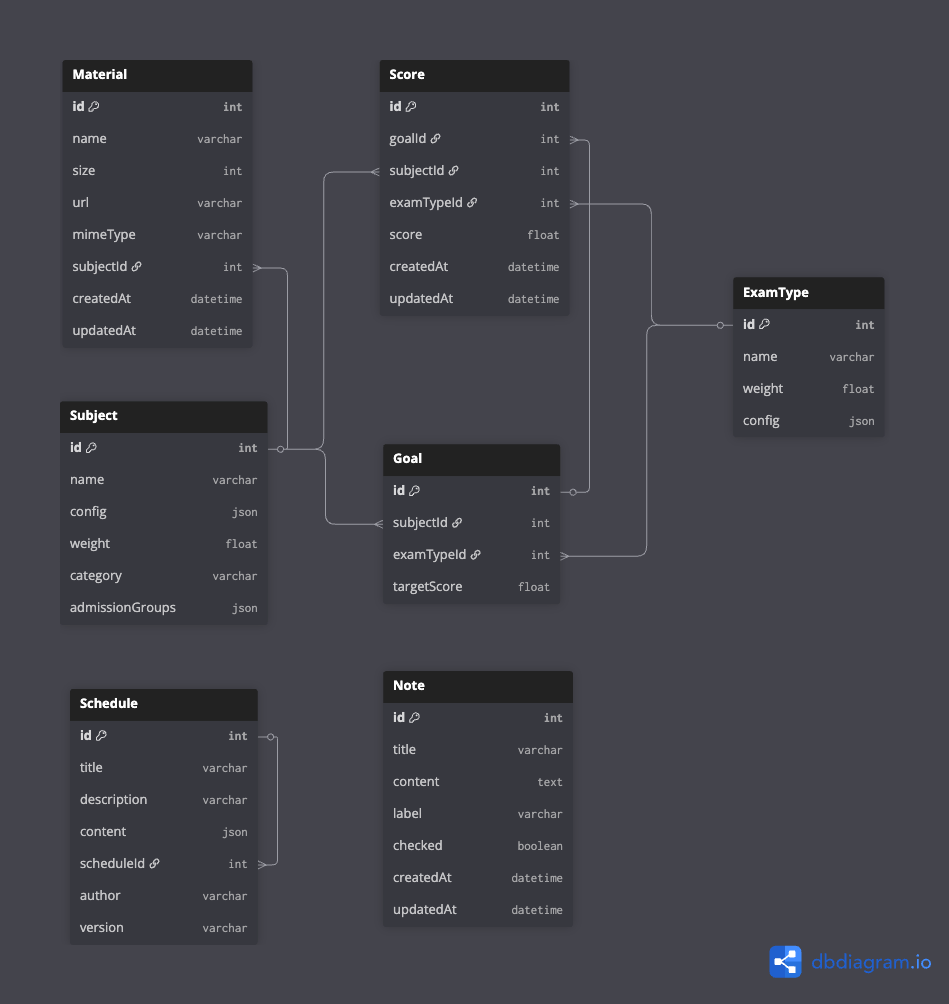 Material
id int
name varchar
size int
url varchar
mimeType varchar
subjectId int
createdAt datetime
updatedAt datetime
Score
id int
goalId int
subjectId int
examTypeId int
score float
createdAt datetime
updatedAt datetime
ExamType
id int
name varchar
weight float
config json
Subject
id int
name varchar
config json
weight float
category varchar
admissionGroups json
Goal
id int
subjectId int
examTypeId int
targetScore float
Schedule
id int
title varchar
description varchar
content json
scheduleId int
author varchar
version varchar
Note
id int
title varchar
content text
label varchar
checked boolean
createdAt datetime
updatedAt datetime
dbdiagram.io